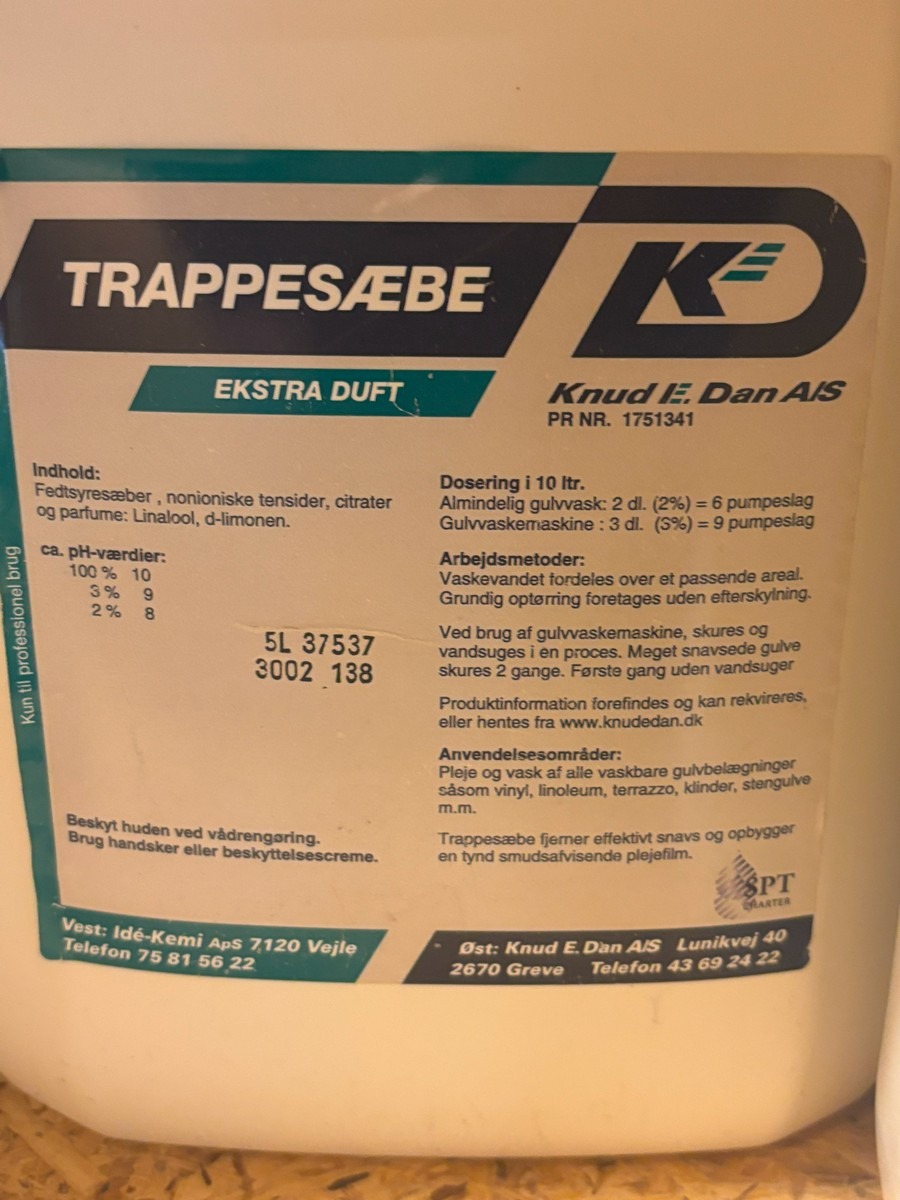 TRAPPESÆBE
KD
EKSTRA DUFT
Knud E. Dan A/S
PR NR. 1751341
Indhold:
Fedtsyresæber , nonioniske tensider, citrater
og parfume: Linalool, d-limonen.
ca. pH-værdier:
100 % 10
3 % 9
2 % 8
5L 37537
3002 138
Kun til professionel brug
Beskyt huden ved vådrengøring.
Brug handsker eller beskyttelsescreme.
Dosering i 10 ltr.
Almindelig gulvvask: 2 dl. (2%) = 6 pumpeslag
Gulvvaskemaskine : 3 dl. (3%) = 9 pumpeslag
Arbejdsmetoder:
Vaskevandet fordeles over et passende areal.
Grundig optørring foretages uden efterskylning.
Ved brug af gulvvaskemaskine, skures og
vandsuges i en proces. Meget snavsede gulve
skures 2 gange. Første gang uden vandsuger
Produktinformation forefindes og kan rekvireres,
eller hentes fra www.knudedan.dk
Anvendelsesområder:
Pleje og vask af alle vaskbare gulvbelægninger
såsom vinyl, linoleum, terrazzo, klinder, stengulve
m.m.
Trappesæbe fjerner effektivt snavs og opbygger
en tynd smudsafvisende plejefilm.
SPT
CHARTER
Vest: Idé-Kemi ApS 7120 Vejle
Telefon 75 81 56 22
Øst: Knud E. Dan A/S Lunikvej 40
2670 Greve Telefon 43 69 24 22